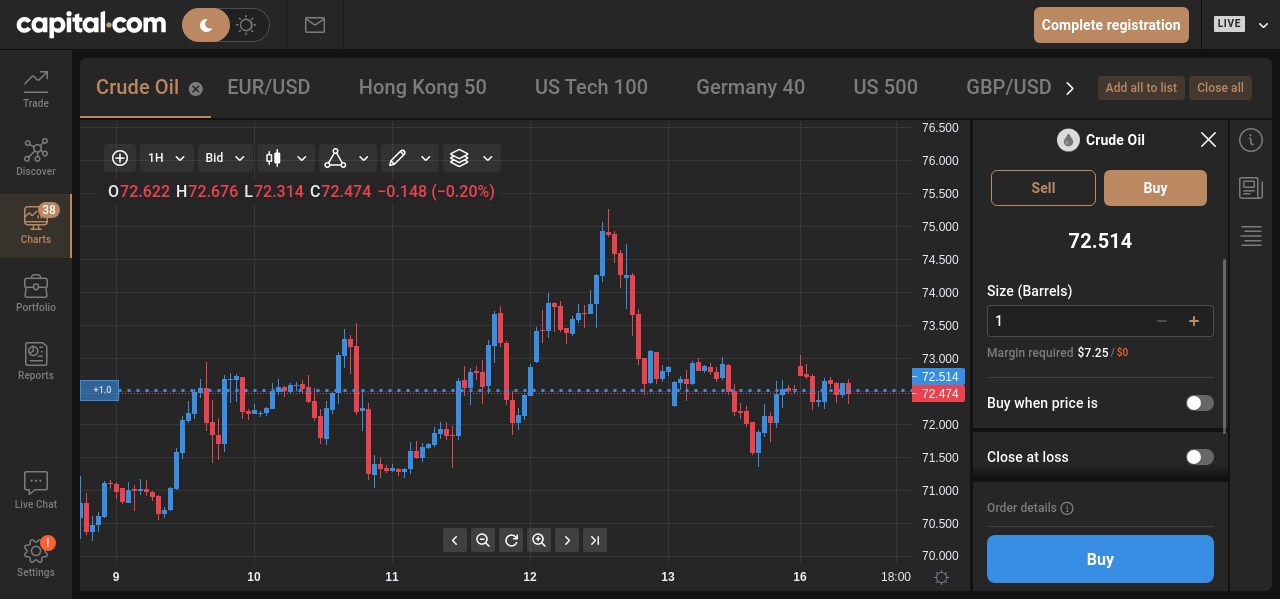 capital.com
Complete registration
LIVE
Trade
Discover
38
Charts
Portfolio
Reports
Live Chat
!
Settings
Crude Oil
EUR/USD
Hong Kong 50
US Tech 100
Germany 40
US 500
GBP/USD
Add all to list
Close all
1H
Bid
O72.622 H72.676 L72.314 C72.474 −0.148 (−0.20%)
+1.0
76.500
76.000
75.500
75.000
74.500
74.000
73.500
73.000
72.514
72.474
72.000
71.500
71.000
70.500
70.000
9
10
11
12
13
16
18:00
Crude Oil
Sell
Buy
72.514
Size (Barrels)
1
Margin required $7.25 / $0
Buy when price is
Close at loss
Order details
Buy